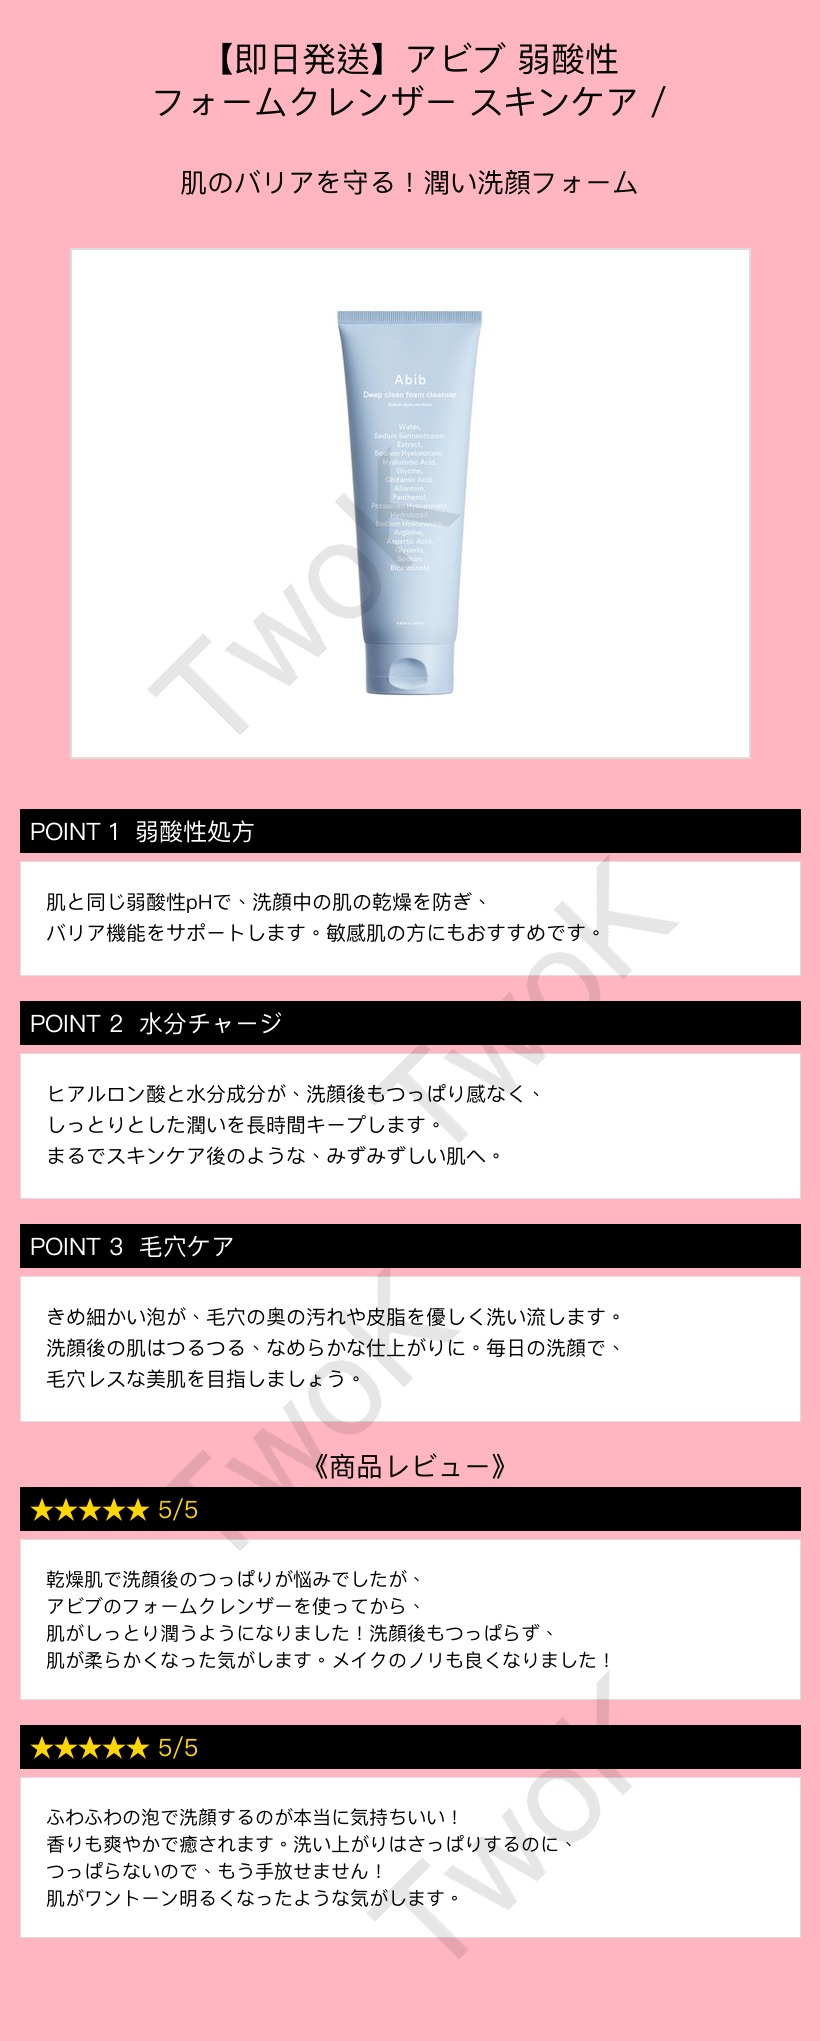 【即日発送】アビブ 弱酸性
フォームクレンザー スキンケア /
肌のバリアを守る！潤い洗顔フォーム
Abib
Deep clean foam cleanser
Water,
Sedum Sarmentosum
Extract,
Sodium Hyaluronate,
Hyaluronic Acid,
Glycine,
Glutamic Acid,
Allantoin,
Panthenol,
Potassium Hyaluronate,
Hydrolyzed
Sodium Hyaluronate,
Arginine,
Aspartic Acid,
Glycerin,
Sodium
Bicarbonate
TwoK
POINT 1 弱酸性処方
肌と同じ弱酸性pHで、洗顔中の肌の乾燥を防ぎ、
バリア機能をサポートします。敏感肌の方にもおすすめです。
TwoK
POINT 2 水分チャージ
ヒアルロン酸と水分成分が、洗顔後もつっぱり感なく、
しっとりとした潤いを長時間キープします。
まるでスキンケア後のような、みずみずしい肌へ。
POINT 3 毛穴ケア
きめ細かい泡が、毛穴の奥の汚れや皮脂を優しく洗い流します。
洗顔後の肌はつるつる、なめらかな仕上がりに。毎日の洗顔で、
毛穴レスな美肌を目指しましょう。
TwoK
《商品レビュー》
★★★★★ 5/5
乾燥肌で洗顔後のつっぱりが悩みでしたが、
アビブのフォームクレンザーを使ってから、
肌がしっとり潤うようになりました！洗顔後もつっぱらず、
肌が柔らかくなった気がします。メイクのノリも良くなりました！
★★★★★ 5/5
ふわふわの泡で洗顔するのが本当に気持ちいい！
香りも爽やかで癒されます。洗い上がりはさっぱりするのに、
つっぱらないので、もう手放せません！
肌がワントーン明るくなったような気がします。
TwoK